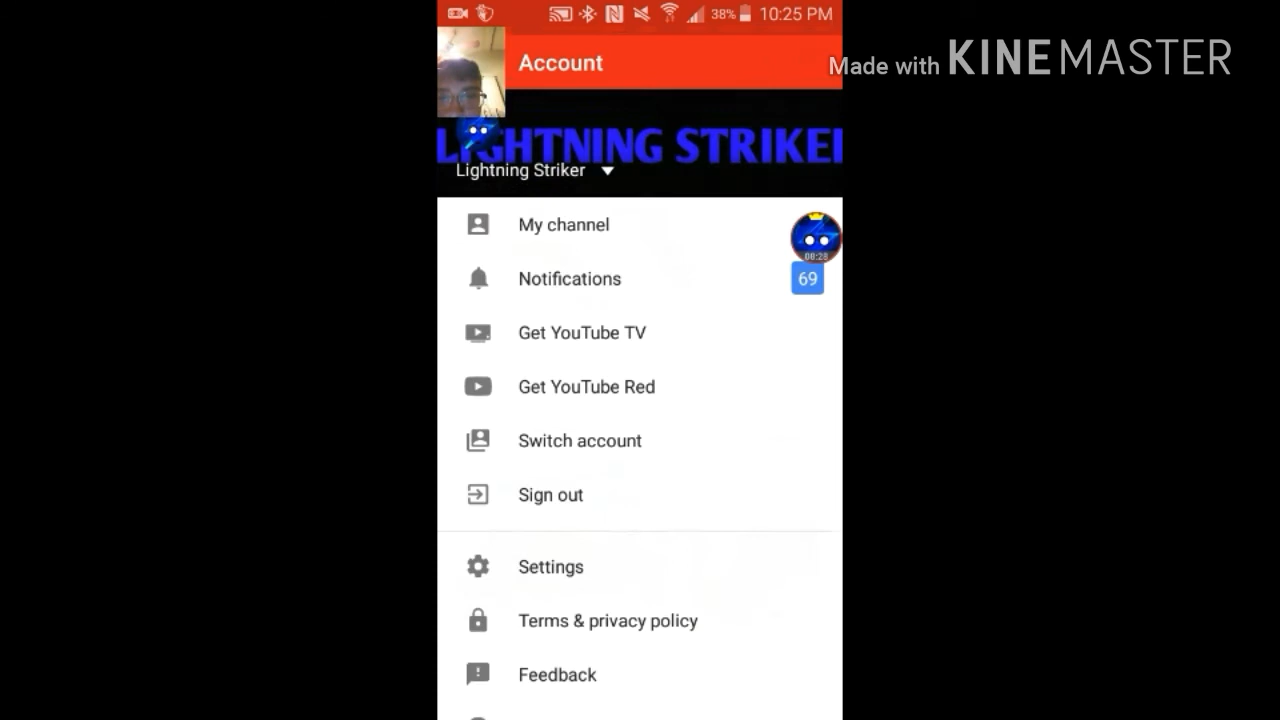 38% 10:25 PM
Account
Made with KINEMASTER
LIGHTNING STRIKER
Lightning Striker
My channel
08:28
Notifications
69
Get YouTube TV
Get YouTube Red
Switch account
Sign out
Settings
Terms & privacy policy
Feedback